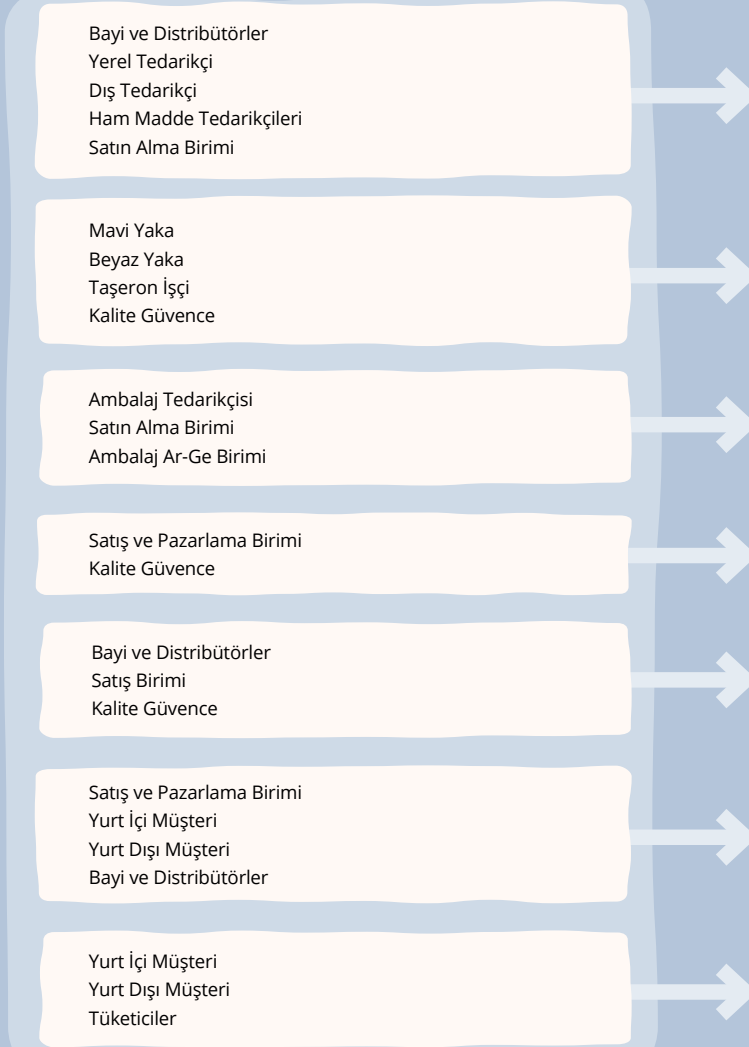 Bayi ve Distribütörler
Yerel Tedarikçi
Dış Tedarikçi
Ham Madde Tedarikçileri
Satın Alma Birimi
Mavi Yaka
Beyaz Yaka
Taşeron İşçi
Kalite Güvence
Ambalaj Tedarikçisi
Satın Alma Birimi
Ambalaj Ar-Ge Birimi
Satış ve Pazarlama Birimi
Kalite Güvence
Bayi ve Distribütörler
Satış Birimi
Kalite Güvence
Satış ve Pazarlama Birimi
Yurt İçi Müşteri
Yurt Dışı Müşteri
Bayi ve Distribütörler
Yurt İçi Müşteri
Yurt Dışı Müşteri
Tüketiciler